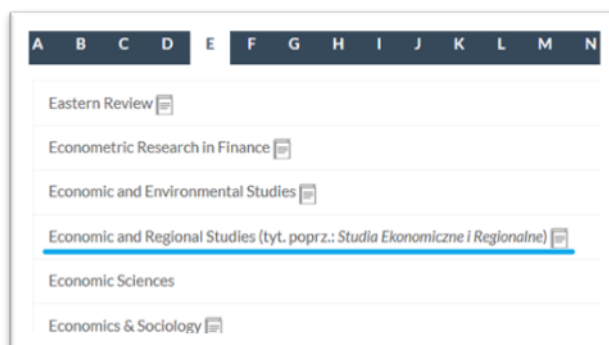 A B C D E F G H I J K L M N
Eastern Review
Econometric Research in Finance
Economic and Environmental Studies
Economic and Regional Studies (tyt. poprz.: Studia Ekonomiczne i Regionalne)
Economic Sciences
Economics & Sociology